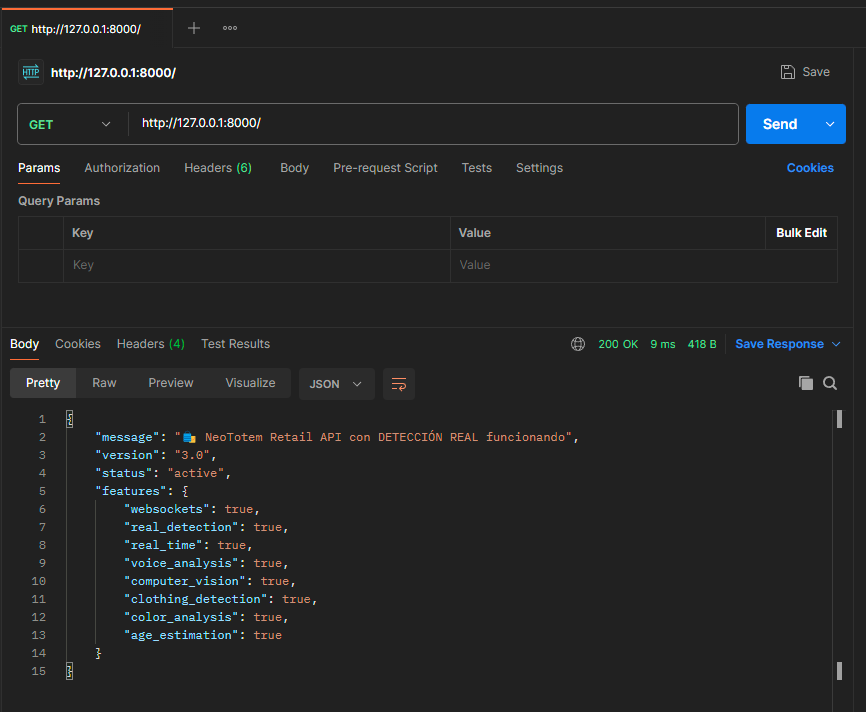 GET http://127.0.0.1:8000/
HTTP http://127.0.0.1:8000/ Save
GET http://127.0.0.1:8000/ Send
Params Authorization Headers (6) Body Pre-request Script Tests Settings Cookies
Query Params
Key Value Bulk Edit
Key Value
Body Cookies Headers (4) Test Results 200 OK 9 ms 418 B Save Response
Pretty Raw Preview Visualize JSON
1 {
2 "message": "🎭 NeoTotem Retail API con DETECCIÓN REAL funcionando",
3 "version": "3.0",
4 "status": "active",
5 "features": {
6 "websockets": true,
7 "real_detection": true,
8 "real_time": true,
9 "voice_analysis": true,
10 "computer_vision": true,
11 "clothing_detection": true,
12 "color_analysis": true,
13 "age_estimation": true
14 }
15 }